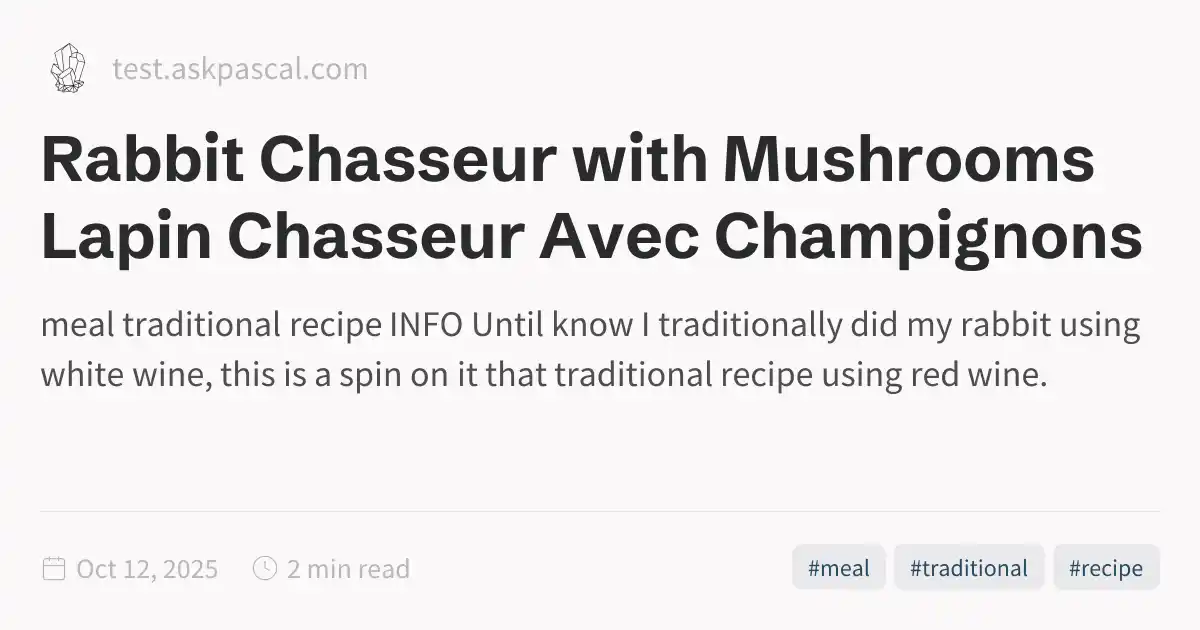 test.askpascal.com
Rabbit Chasseur with Mushrooms
Lapin Chasseur Avec Champignons
meal traditional recipe INFO Until know I traditionally did my rabbit using
white wine, this is a spin on it that traditional recipe using red wine.
Oct 12, 2025 2 min read #meal #traditional #recipe